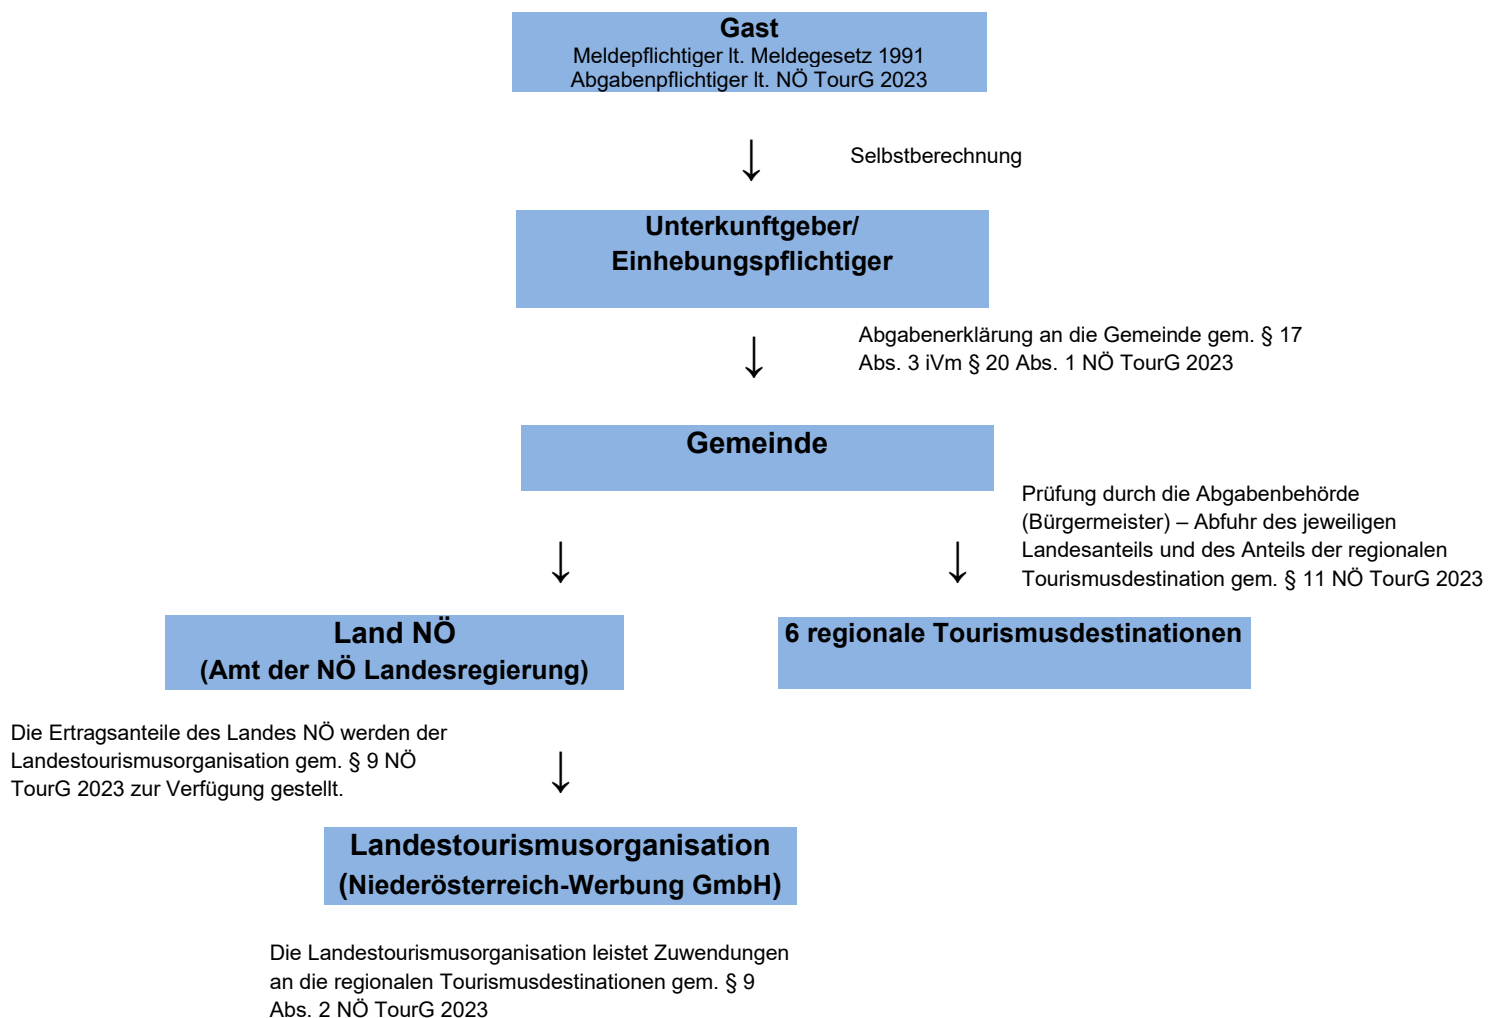 Gast
Meldepflichtiger lt. Meldegesetz 1991
Abgabenpflichtiger lt. NÖ TourG 2023
↓
Selbstberechnung
Unterkunftgeber/
Einhebungspflichtiger
↓
Abgabenerklärung an die Gemeinde gem. § 17
Abs. 3 iVm § 20 Abs. 1 NÖ TourG 2023
Gemeinde
Prüfung durch die Abgabenbehörde
(Bürgermeister) – Abfuhr des jeweiligen
Landesanteils und des Anteils der regionalen
Tourismusdestination gem. § 11 NÖ TourG 2023
↓ ↓
Land NÖ
(Amt der NÖ Landesregierung)
6 regionale Tourismusdestinationen
Die Ertragsanteile des Landes NÖ werden der
Landestourismusorganisation gem. § 9 NÖ
TourG 2023 zur Verfügung gestellt.
↓
Landestourismusorganisation
(Niederösterreich-Werbung GmbH)
Die Landestourismusorganisation leistet Zuwendungen
an die regionalen Tourismusdestinationen gem. § 9
Abs. 2 NÖ TourG 2023